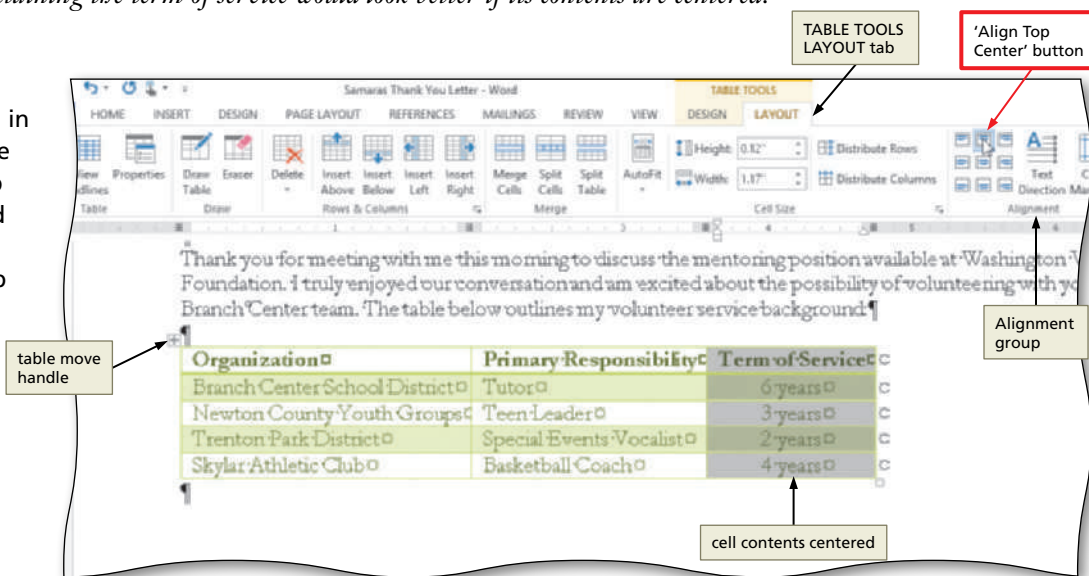 containing the term of service would look better if its contents are centered.
TABLE TOOLS
LAYOUT tab
'Align Top
Center' button
in
e
Samaras Thank You Letter - Word
TABLE TOOLS
HOME INSERT DESIGN PAGE LAYOUT REFERENCES MAILINGS REVIEW VIEW DESIGN LAYOUT
Properties
Draw
Table
Eraser
Delete
Insert
Above
Insert
Below
Insert
Left
Insert
Right
Merge
Cells
Split
Cells
Split
Table
AutoFit
Height: 0.12"
Width: 1.17"
Distribute Rows
Distribute Columns
Text
Direction
Table
Draw
Rows & Columns
Merge
Cell Size
Alignment
Thank you for meeting with me this morning to discuss the mentoring position available at Washington
Foundation. I truly enjoyed our conversation and am excited about the possibility of volunteering with
Branch Center team. The table below outlines my volunteer service background.¶
¶
table move
handle
Organization Primary Responsibility Term of Service
Branch Center School District Tutor 6 years
Newton County Youth Groups Teen Leader 3 years
Trenton Park District Special Events Vocalist 2 years
Skylar Athletic Club Basketball Coach 4 years
¶
Alignment
group
cell contents centered